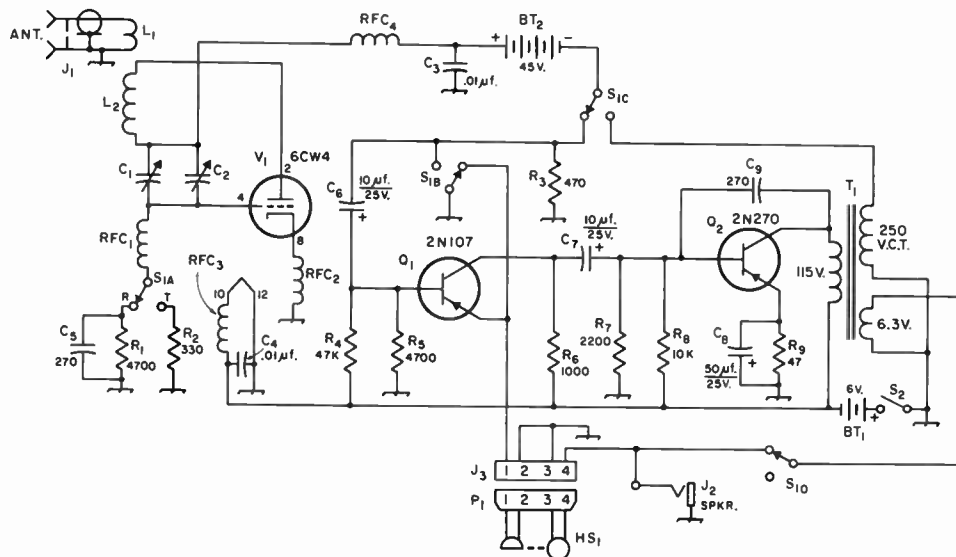 ANT.
J1
L1
L2
C1
C2
RFC4
C3
.01µf.
BT2
+
−
45V.
S1C
V1
6CW4
2
4
8
RFC1
RFC2
RFC3
10
12
S1A
R
T
C5
270
R1
4700
R2
330
C4
.01µf.
C6
10µf.
25V.
+
S1B
R3
470
2N107
Q1
R4
47K
R5
4700
C7
10µf.
25V.
+
R6
1000
R7
2200
R8
10K
C9
270
Q2
2N270
C8
50µf.
25V.
+
R9
47
T1
115V.
250
V.C.T.
6.3V.
6V.
+
BT1
S2
J3
1 2 3 4
P1
1 2 3 4
HS1
J2
SPKR.
S1D